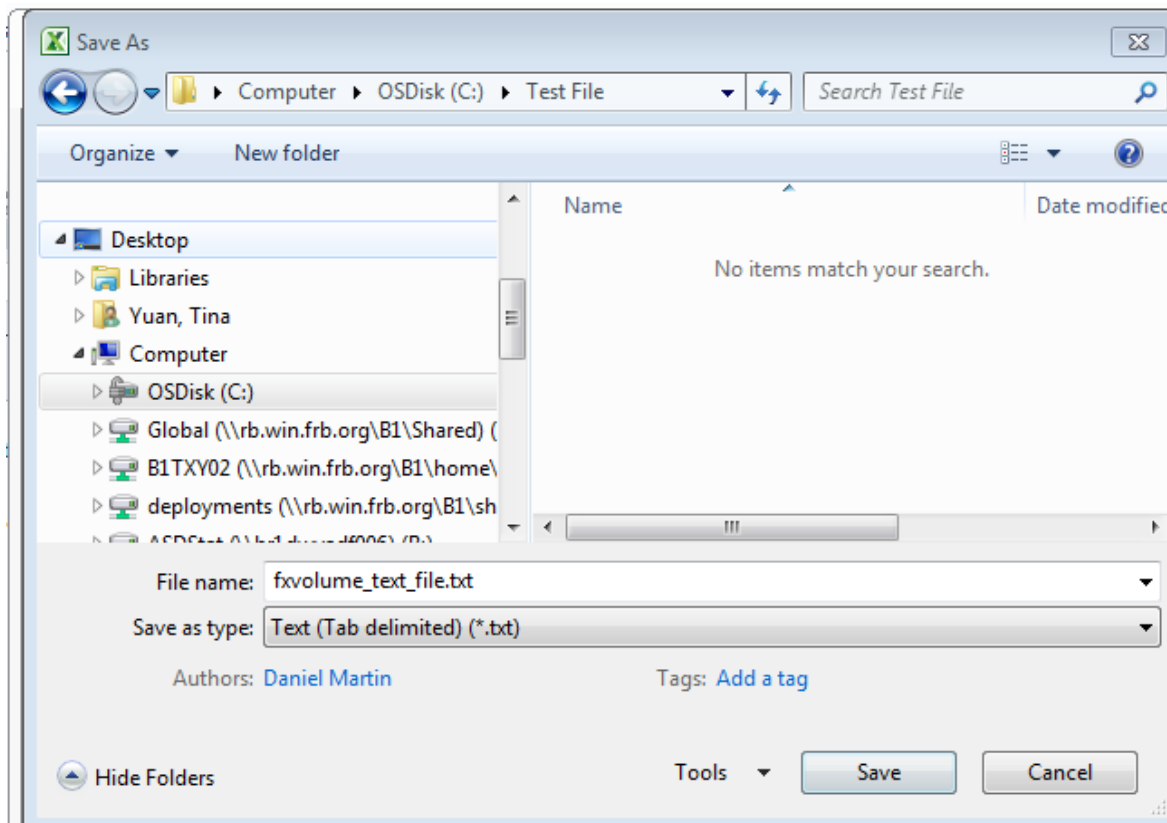 Save As
Computer OSDisk (C:) Test File Search Test File
Organize New folder
Name Date modified
No items match your search.
Desktop
Libraries
Yuan, Tina
Computer
OSDisk (C:)
Global (\\rb.win.frb.org\B1\Shared) (
B1TXY02 (\\rb.win.frb.org\B1\home\
deployments (\\rb.win.frb.org\B1\sh
File name: fxvolume_text_file.txt
Save as type: Text (Tab delimited) (*.txt)
Authors: Daniel Martin Tags: Add a tag
Hide Folders Tools Save Cancel